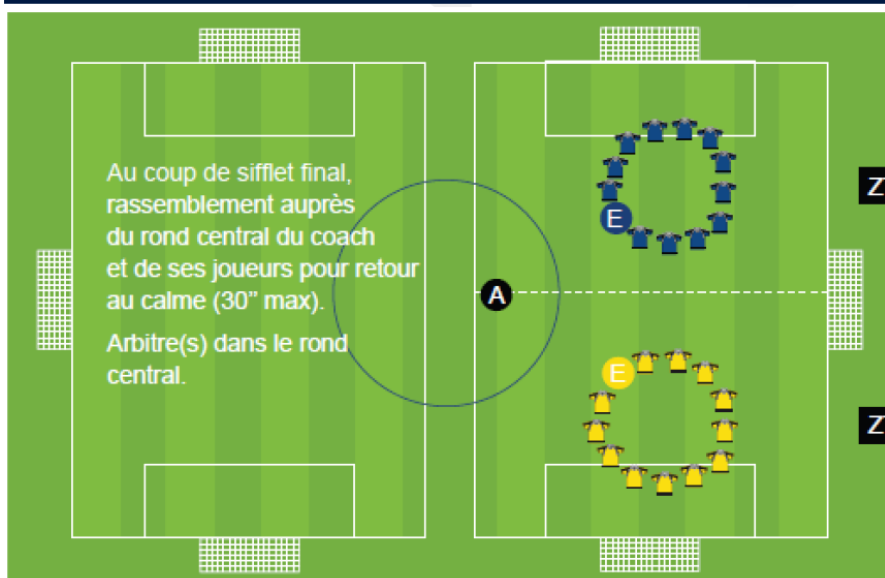 Au coup de sifflet final,
rassemblement auprès
du rond central du coach
et de ses joueurs pour retour
au calme (30’’ max).
Arbitre(s) dans le rond
central.
E
A
E
Z
Z